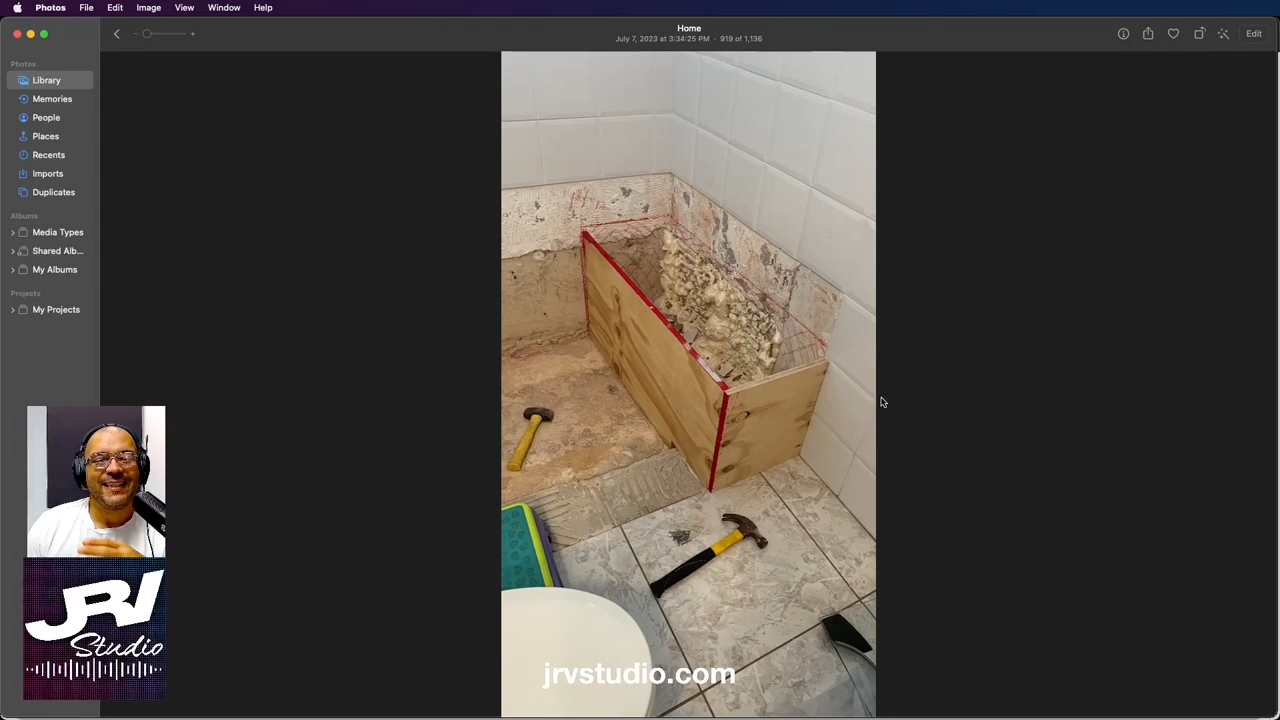 Photos File Edit Image View Window Help
Home
July 7, 2023 at 3:34:25 PM · 919 of 1,136
Edit
Photos
Library
Memories
People
Places
Recents
Imports
Duplicates
Albums
Media Types
Shared Alb...
My Albums
Projects
My Projects
JRV
Studio
jrvstudio.com